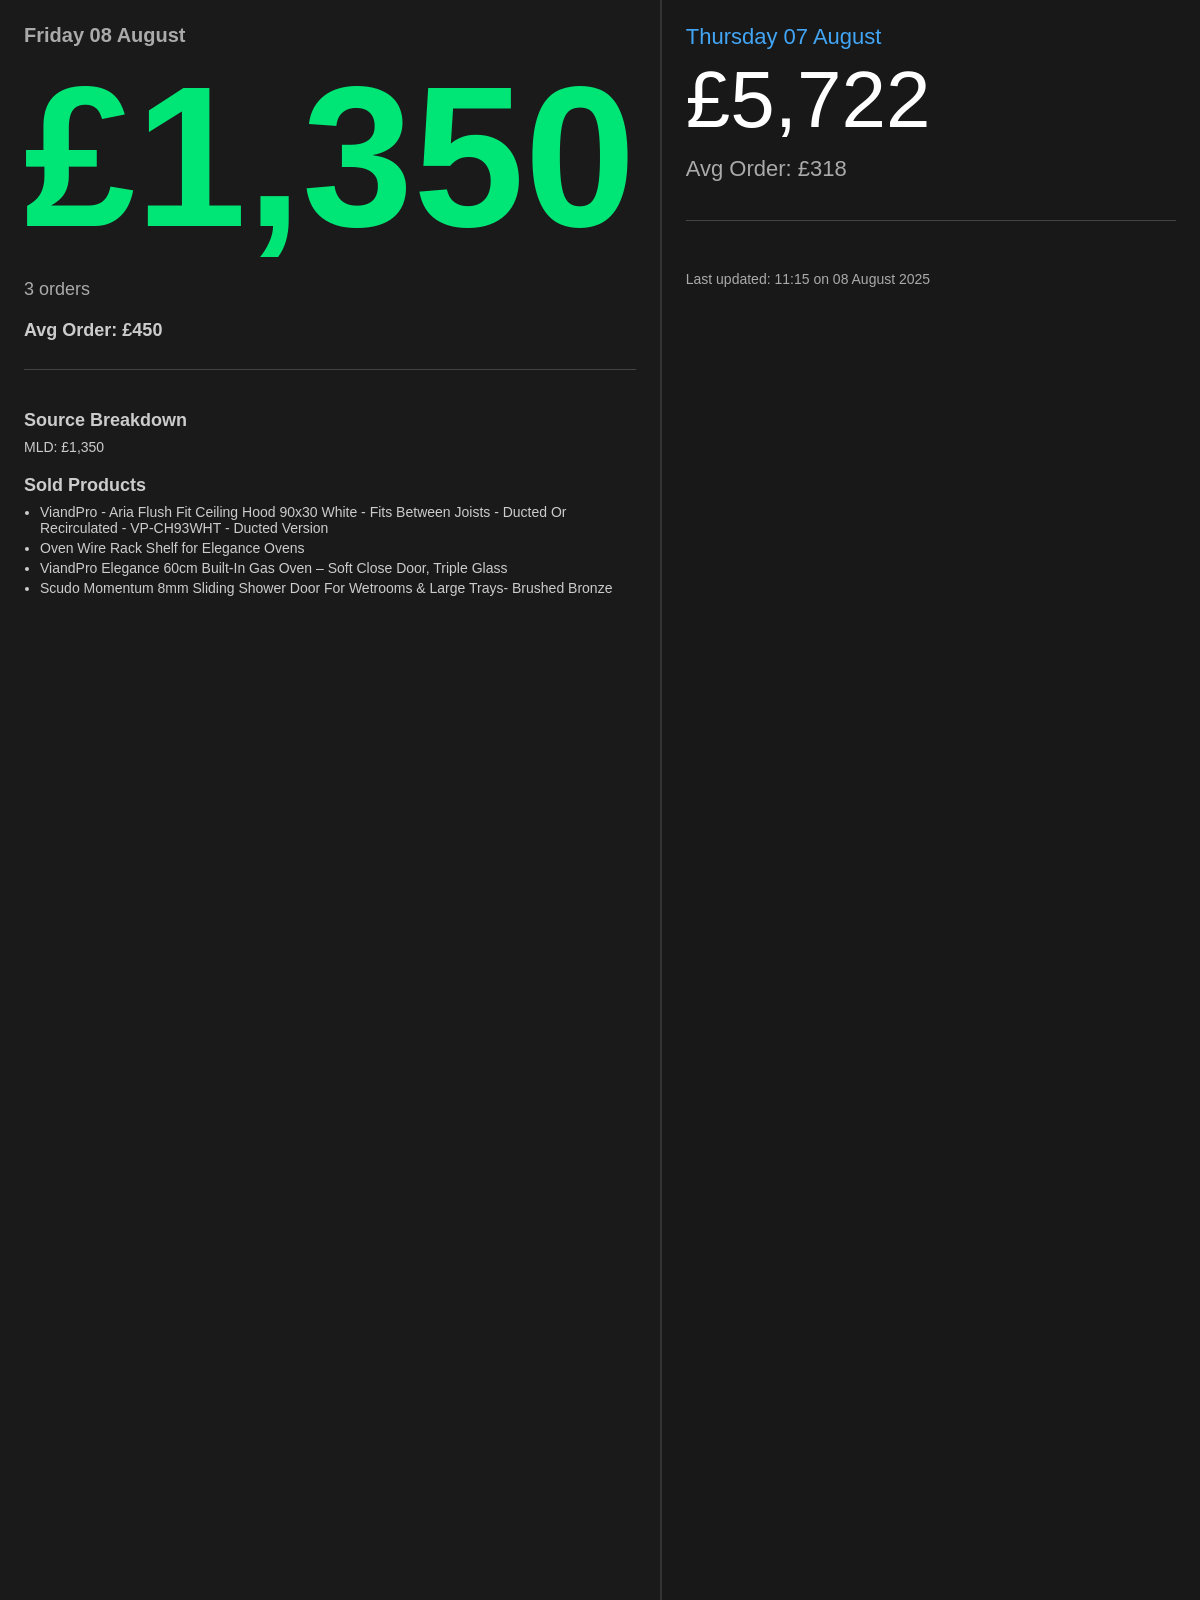 Friday 08 August
£1,350
3 orders
Avg Order: £450
Source Breakdown
MLD: £1,350
Sold Products
• ViandPro - Aria Flush Fit Ceiling Hood 90x30 White - Fits Between Joists - Ducted Or
Recirculated - VP-CH93WHT - Ducted Version
• Oven Wire Rack Shelf for Elegance Ovens
• ViandPro Elegance 60cm Built-In Gas Oven – Soft Close Door, Triple Glass
• Scudo Momentum 8mm Sliding Shower Door For Wetrooms & Large Trays- Brushed Bronze
Thursday 07 August
£5,722
Avg Order: £318
Last updated: 11:15 on 08 August 2025